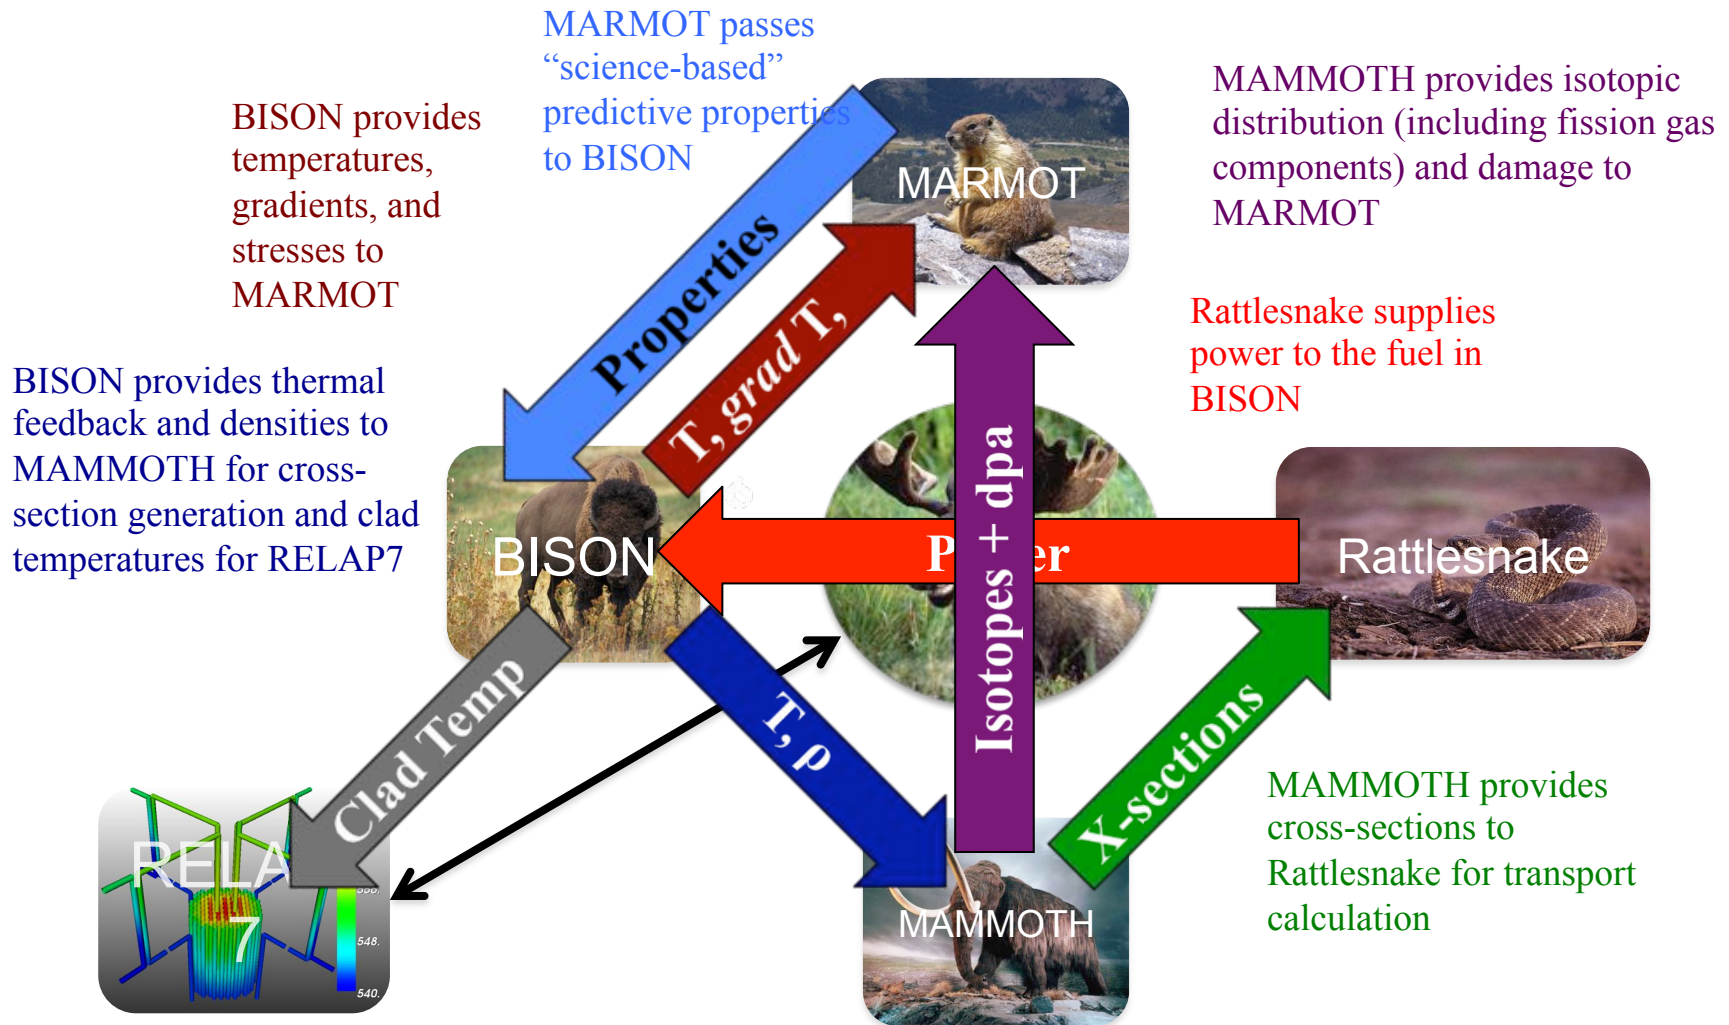 MARMOT passes
“science-based”
predictive properties
to BISON
BISON provides
temperatures,
gradients, and
stresses to
MARMOT
MAMMOTH provides isotopic
distribution (including fission gas
components) and damage to
MARMOT
MARMOT
Properties
T, grad T,
Rattlesnake supplies
power to the fuel in
BISON
BISON provides thermal
feedback and densities to
MAMMOTH for cross-
section generation and clad
temperatures for RELAP7
BISON
Isotopes + dpa
Rattlesnake
Clad Temp
T, ρ
X-sections
MAMMOTH provides
cross-sections to
Rattlesnake for transport
calculation
RELA
7
548.
540.
MAMMOTH